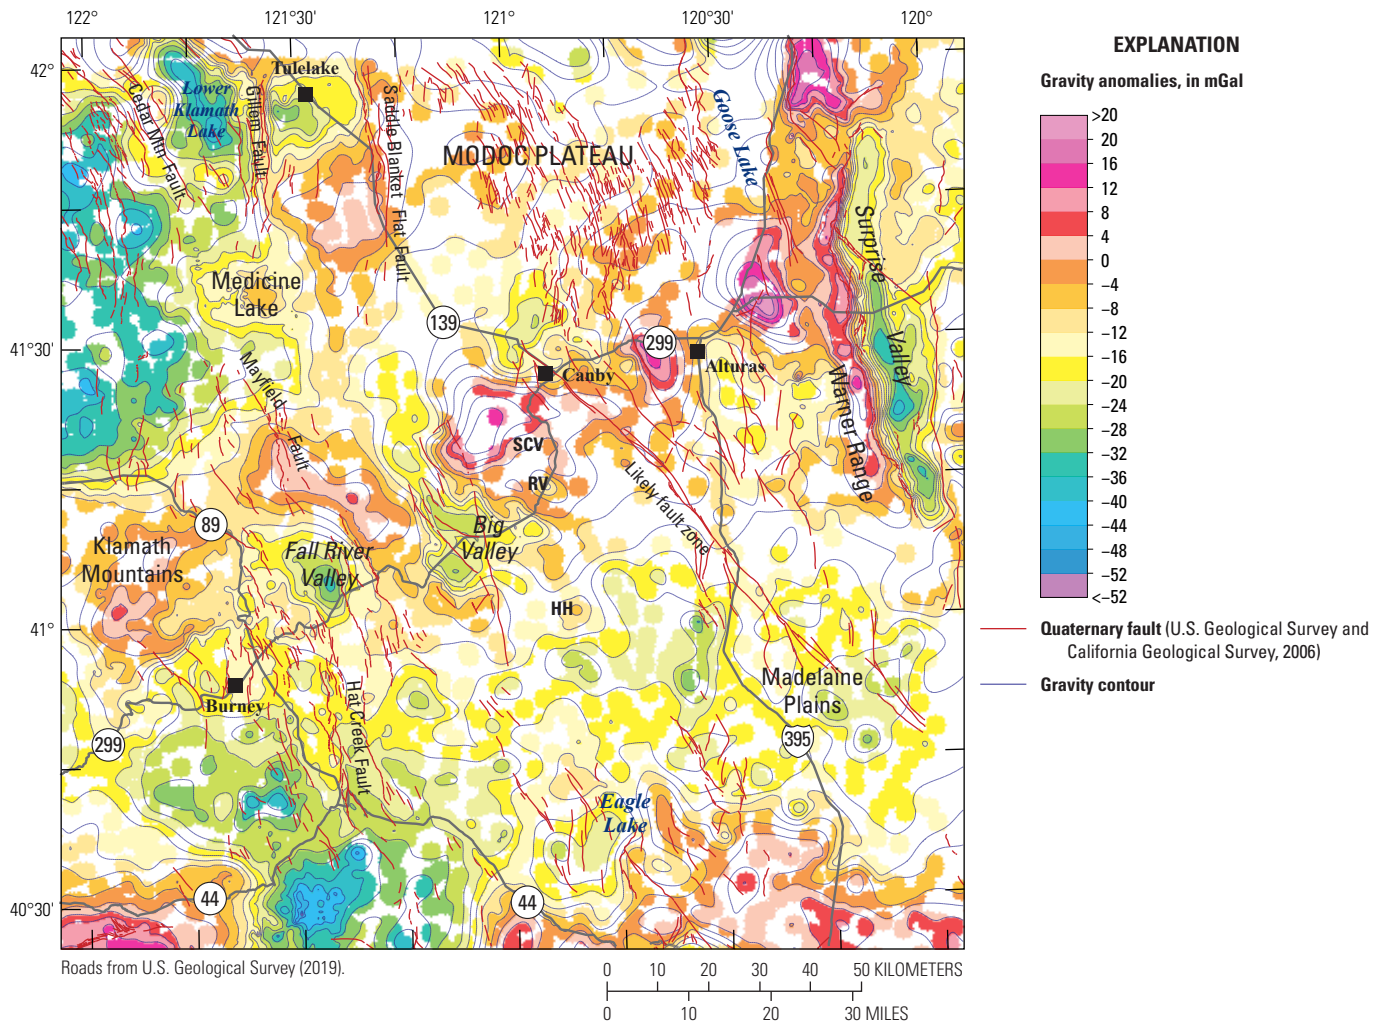 122°
121°30'
121°
120°30'
120°
42°
41°30'
41°
40°30'
Tulelake
Lower
Klamath
Lake
Cedar Mtn Fault
Gillem Fault
Saddle Blanket Flat Fault
MODOC PLATEAU
Goose Lake
Surprise
Valley
Medicine
Lake
139
299
Canby
Alturas
Mayfield Fault
SCV
RV
Warner Range
Likely fault zone
89
Klamath
Mountains
Fall River
Valley
Big
Valley
HH
Burney
Hat Creek Fault
Madelaine
Plains
299
395
Eagle
Lake
44
44
EXPLANATION
Gravity anomalies, in mGal
>20
20
16
12
8
4
0
−4
−8
−12
−16
−20
−24
−28
−32
−36
−40
−44
−48
−52
<−52
Quaternary fault (U.S. Geological Survey and
California Geological Survey, 2006)
Gravity contour
Roads from U.S. Geological Survey (2019).
0 10 20 30 40 50 KILOMETERS
0 10 20 30 MILES